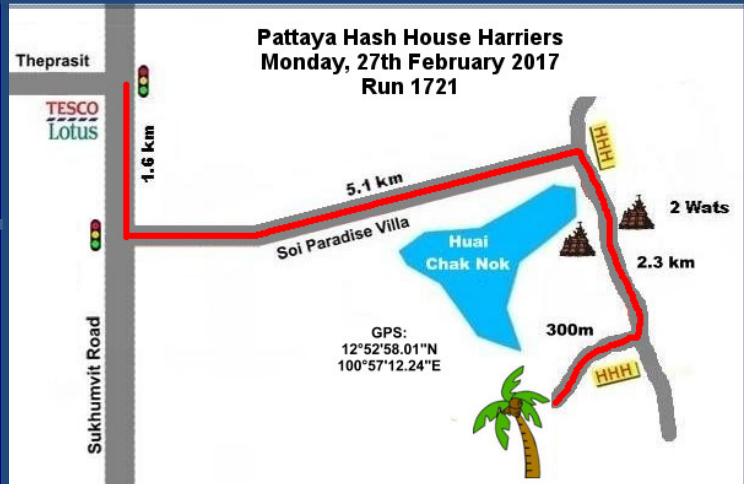 Pattaya Hash House Harriers
Monday, 27th February 2017
Run 1721
Theprasit
TESCO
Lotus
1.6 km
5.1 km
Soi Paradise Villa
HHH
2 Wats
Huai
Chak Nok
2.3 km
300m
GPS:
12°52'58.01"N
100°57'12.24"E
HHH
Sukhumvit Road